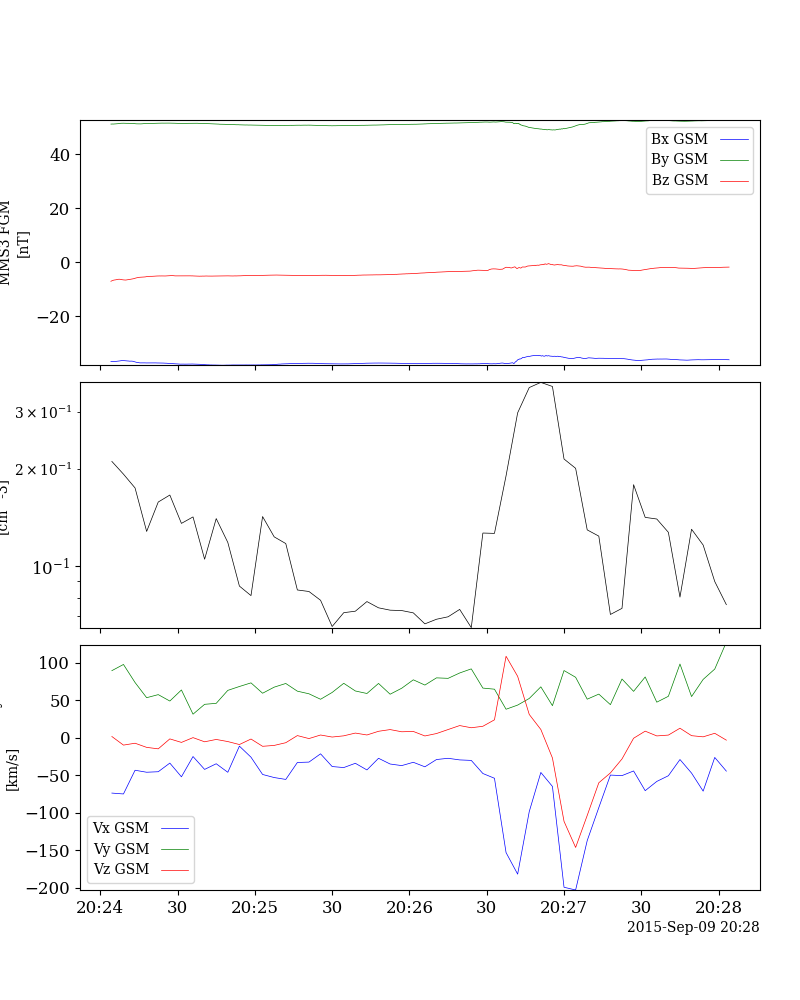 MMS3 FGM
[nT]
40
20
0
−20
Bx GSM
By GSM
Bz GSM
3 × 10⁻¹
2 × 10⁻¹
10⁻¹
100
50
0
−50
−100
−150
−200
[km/s]
Vx GSM
Vy GSM
Vz GSM
20:24 30 20:25 30 20:26 30 20:27 30 20:28
2015-Sep-09 20:28